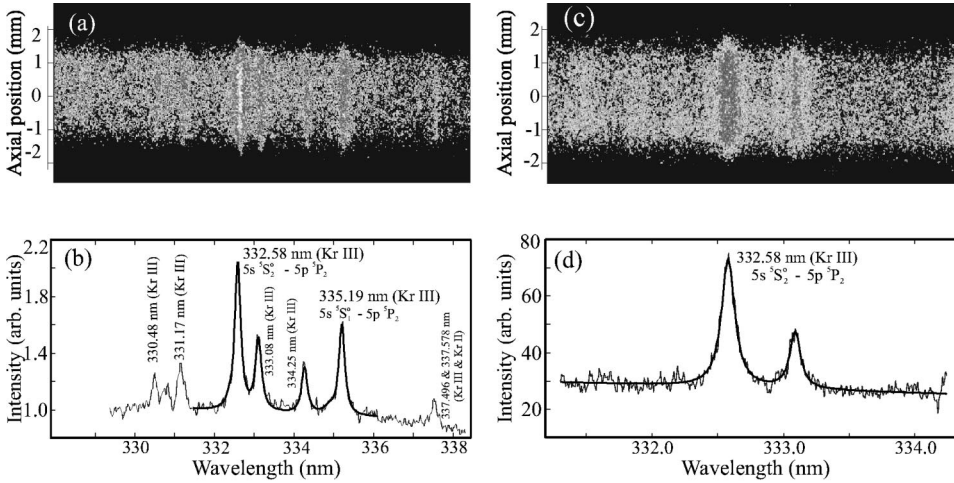 (a)
Axial position (mm)
2
1
0
-1
-2
(c)
Axial position (mm)
2
1
0
-1
-2
(b)
Intensity (arb. units)
2.2
1.8
1.4
1.0
330.48 nm (Kr III)
331.17 nm (Kr III)
332.58 nm (Kr III)
5s ⁵S°₂ - 5p ⁵P₂
333.08 nm (Kr III)
334.25 nm (Kr III)
335.19 nm (Kr III)
5s ⁵S°₁ - 5p ⁵P₂
337.496 & 337.578 nm
(Kr III & Kr II)
330
332
334
336
338
Wavelength (nm)
(d)
Intensity (arb. units)
80
60
40
20
332.58 nm (Kr III)
5s ⁵S°₂ - 5p ⁵P₂
332.0
333.0
334.0
Wavelength (nm)